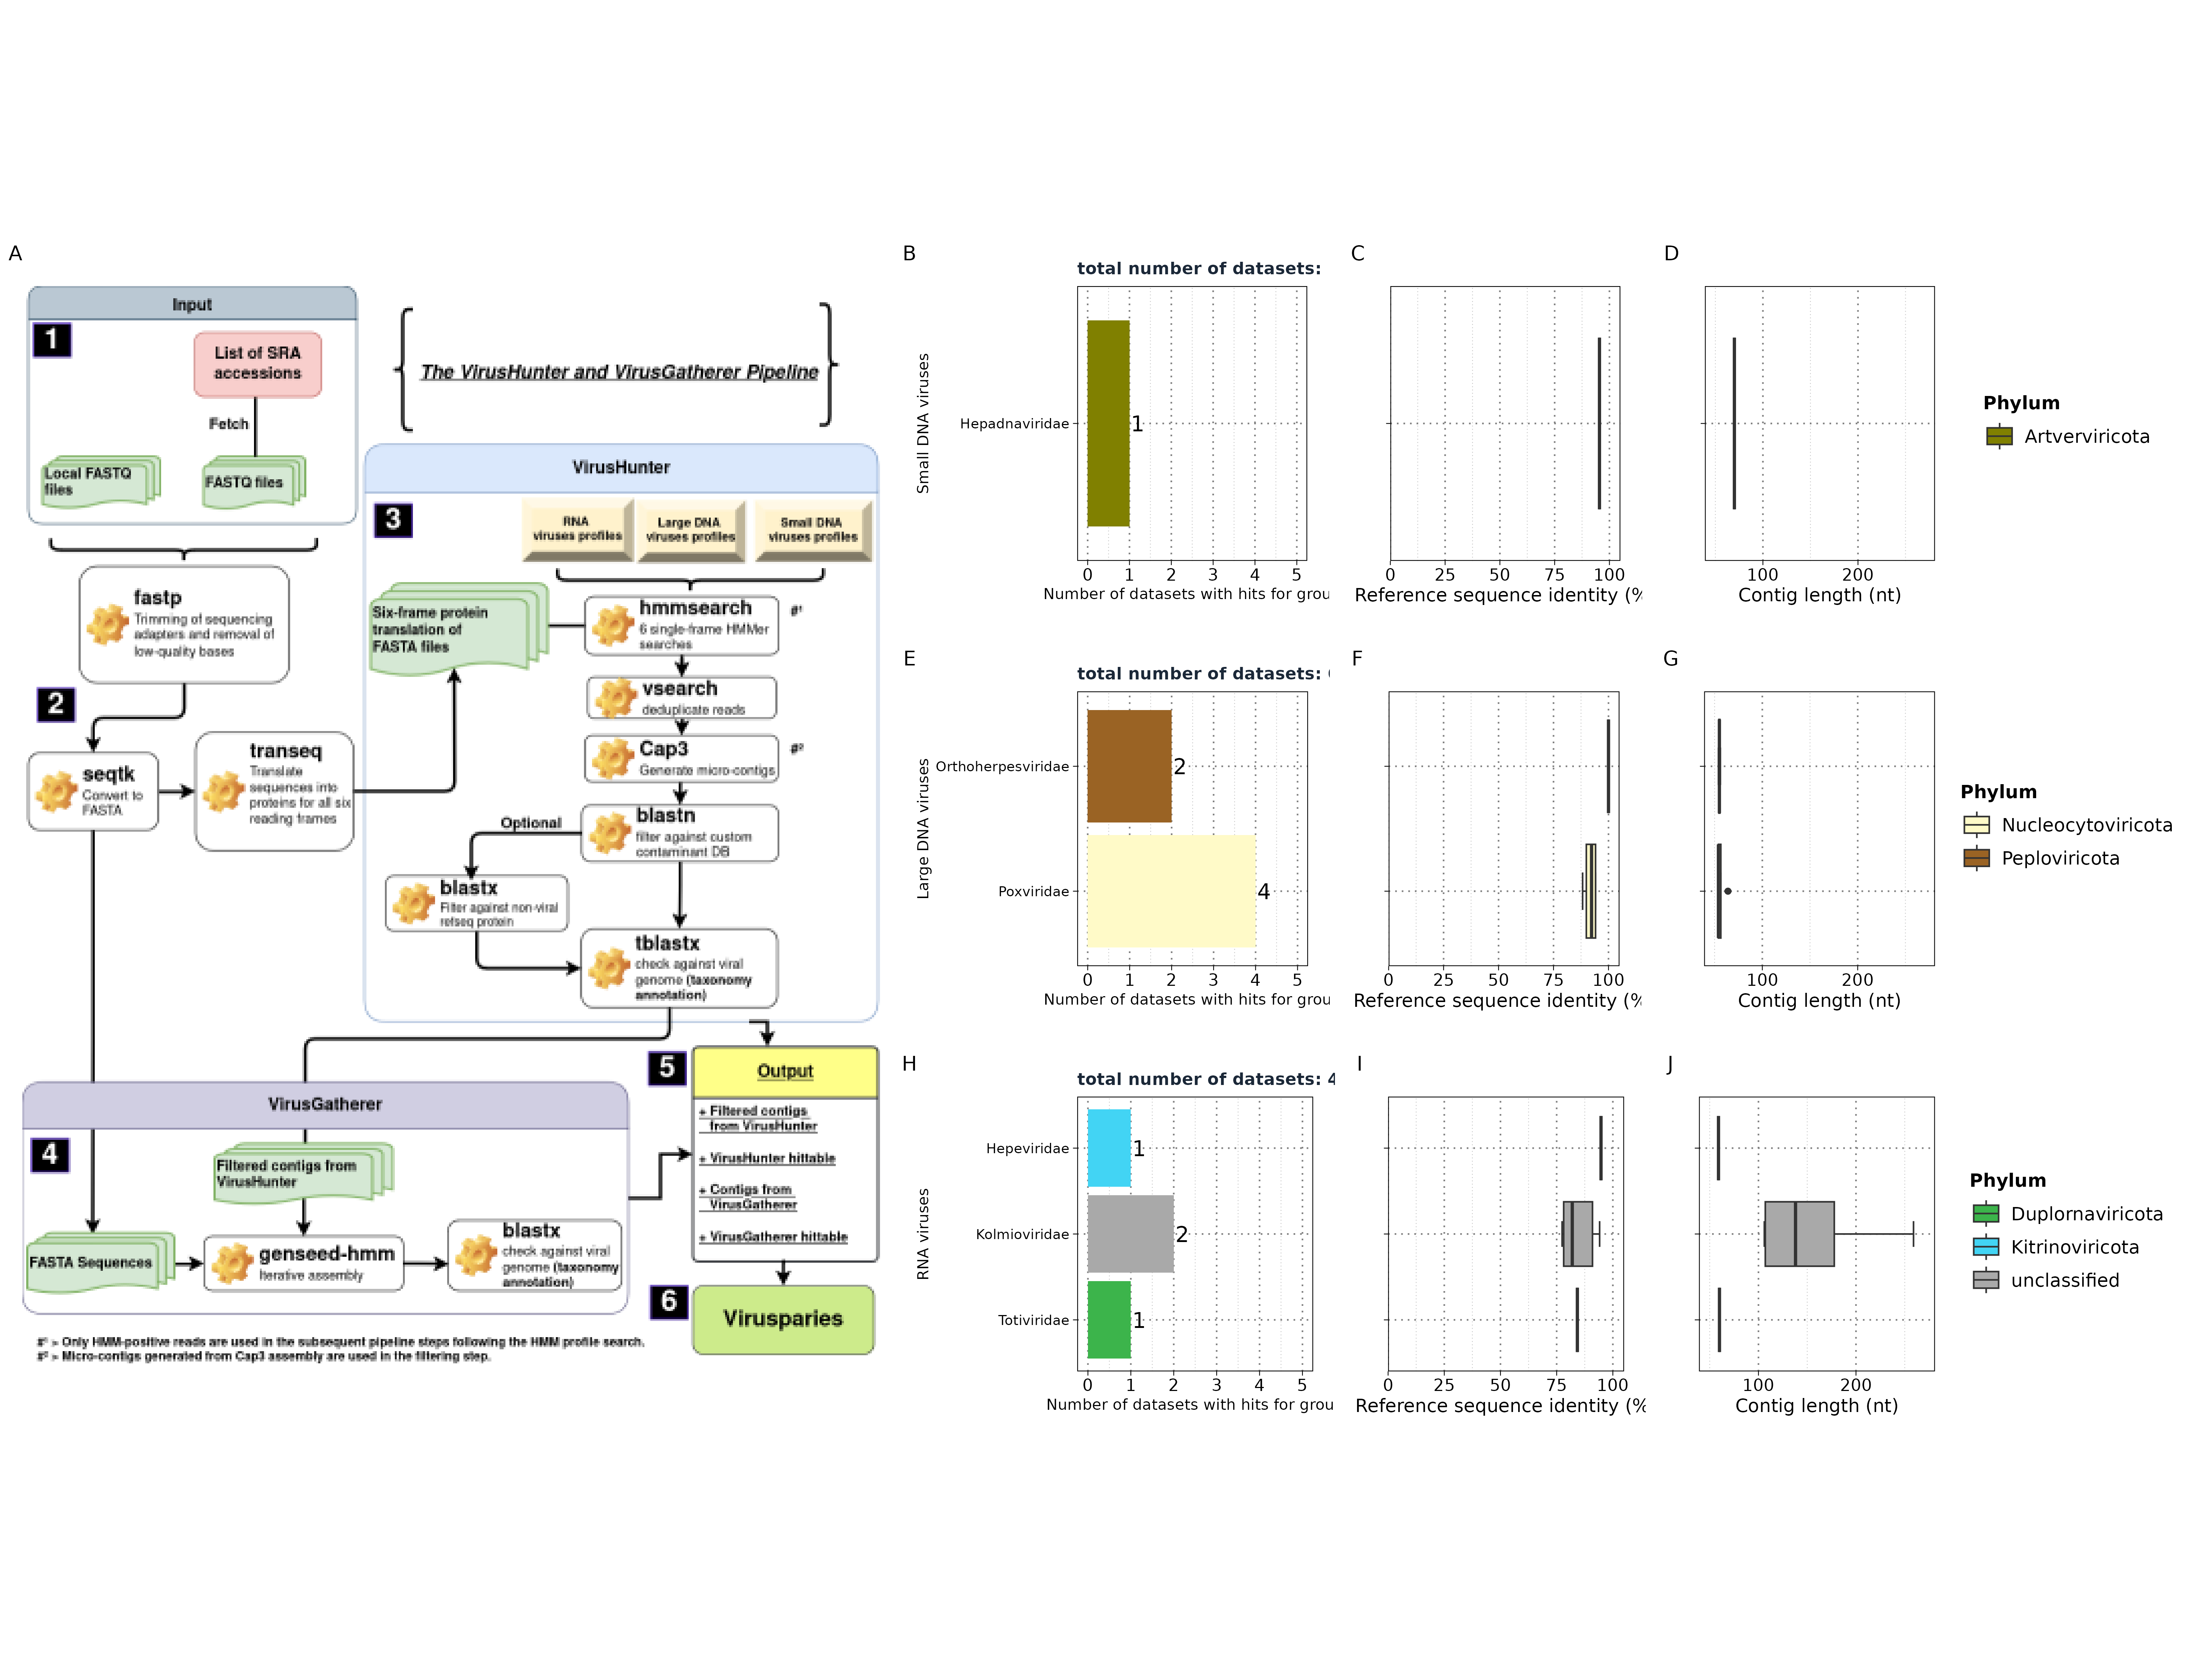 A
Input
1
List of SRA
accessions
Fetch
Local FASTQ
files
FASTQ files
The VirusHunter and VirusGatherer Pipeline
fastp
Trimming of sequencing
adapters and removal of
low-quality bases
2
seqtk
Convert to
FASTA
transeq
Translate
sequences into
proteins for all six
reading frames
VirusHunter
3
RNA
viruses profiles
Large DNA
viruses profiles
Small DNA
viruses profiles
Six-frame protein
translation of
FASTA files
hmmsearch
6 single-frame HMMer
searches
#¹
vsearch
deduplicate reads
Cap3
Generate micro-contigs
#²
blastn
filter against custom
contaminant DB
Optional
blastx
Filter against non-viral
refseq protein
tblastx
check against viral
genome (taxonomy
annotation)
VirusGatherer
4
Filtered contigs from
VirusHunter
FASTA Sequences
genseed-hmm
Iterative assembly
blastx
check against viral
genome (taxonomy
annotation)
5
Output
+ Filtered contigs
from VirusHunter
+ VirusHunter hittable
+ Contigs from
VirusGatherer
+ VirusGatherer hittable
6
Virusparies
#¹ = Only HMM-positive reads are used in the subsequent pipeline steps following the HMM profile search.
#² = Micro-contigs generated from Cap3 assembly are used in the filtering step.
B
total number of datasets:
Small DNA viruses
Hepadnaviridae
1
0 1 2 3 4 5
Number of datasets with hits for grou
C
0 25 50 75 100
Reference sequence identity (%
D
100 200
Contig length (nt)
Phylum
Artverviricota
E
total number of datasets:
Large DNA viruses
Orthoherpesviridae
2
Poxviridae
4
0 1 2 3 4 5
Number of datasets with hits for grou
F
0 25 50 75 100
Reference sequence identity (%
G
100 200
Contig length (nt)
Phylum
Nucleocytoviricota
Peploviricota
H
total number of datasets: 4
RNA viruses
Hepeviridae
1
Kolmioviridae
2
Totiviridae
1
0 1 2 3 4 5
Number of datasets with hits for grou
I
0 25 50 75 100
Reference sequence identity (%
J
100 200
Contig length (nt)
Phylum
Duplornaviricota
Kitrinoviricota
unclassified